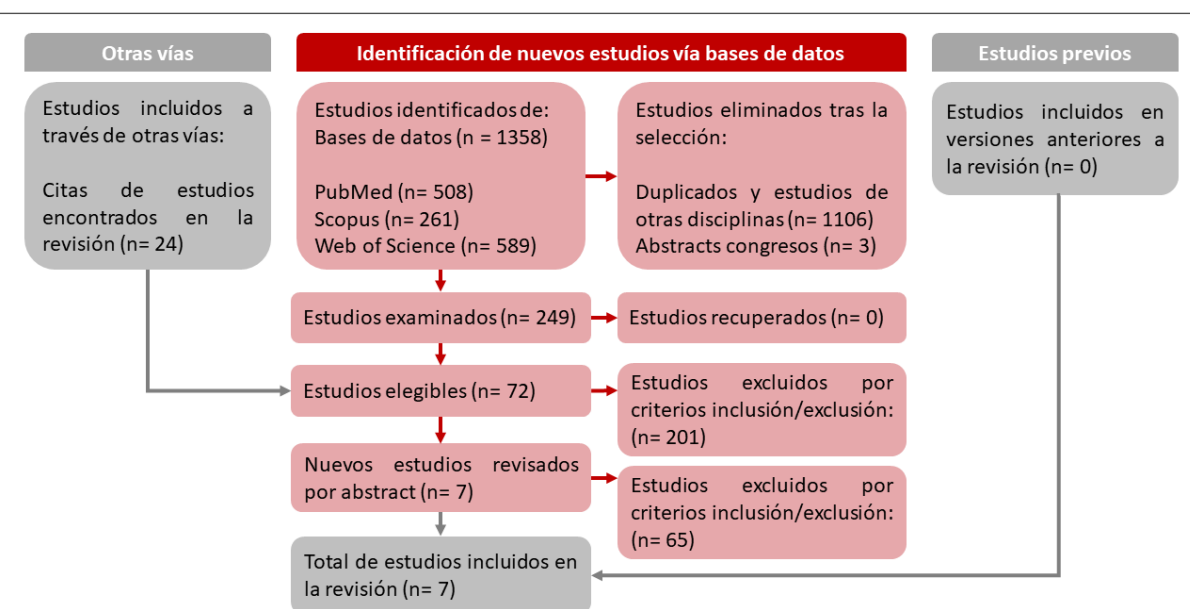 Otras vías
Identificación de nuevos estudios vía bases de datos
Estudios previos
Estudios incluidos a
través de otras vías:
Citas de estudios
encontrados en la
revisión (n= 24)
Estudios identificados de:
Bases de datos (n = 1358)
PubMed (n= 508)
Scopus (n= 261)
Web of Science (n= 589)
Estudios eliminados tras la
selección:
Duplicados y estudios de
otras disciplinas (n= 1106)
Abstracts congresos (n= 3)
Estudios incluidos en
versiones anteriores a
la revisión (n= 0)
Estudios examinados (n= 249)
Estudios recuperados (n= 0)
Estudios elegibles (n= 72)
Estudios excluidos por
criterios inclusión/exclusión:
(n= 201)
Nuevos estudios revisados
por abstract (n= 7)
Estudios excluidos por
criterios inclusión/exclusión:
(n= 65)
Total de estudios incluidos en
la revisión (n= 7)